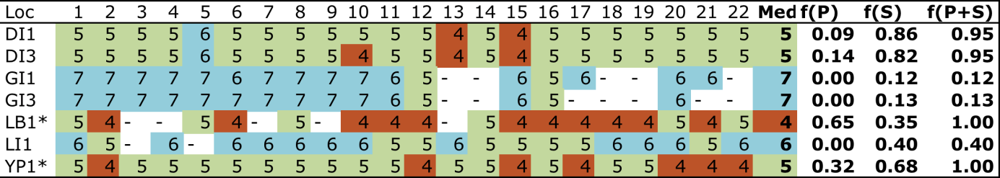 Loc 1 2 3 4 5 6 7 8 9 10 11 12 13 14 15 16 17 18 19 20 21 22 Med f(P) f(S) f(P+S)
DI1 5 5 5 5 6 5 5 5 5 5 5 5 4 5 4 5 5 5 5 5 5 5 5 0.09 0.86 0.95
DI3 5 5 5 5 6 5 5 5 5 4 5 5 4 5 4 5 5 5 5 5 5 5 5 0.14 0.82 0.95
GI1 7 7 7 7 7 6 7 7 7 7 6 5 - - 6 5 6 - - 6 6 - 7 0.00 0.12 0.12
GI3 7 7 7 7 7 7 7 7 7 7 6 5 - - 6 5 - - - 6 - - 7 0.00 0.13 0.13
LB1* 5 4 - - 5 4 - 5 - 4 4 4 - 5 4 4 4 4 4 5 4 5 4 0.65 0.35 1.00
LI1 6 5 - 6 - 6 6 6 6 6 5 5 6 5 5 5 5 6 6 6 5 6 6 0.00 0.40 0.40
YP1* 5 4 5 5 5 5 5 5 5 5 5 4 5 5 4 5 4 5 5 4 4 4 5 0.32 0.68 1.00